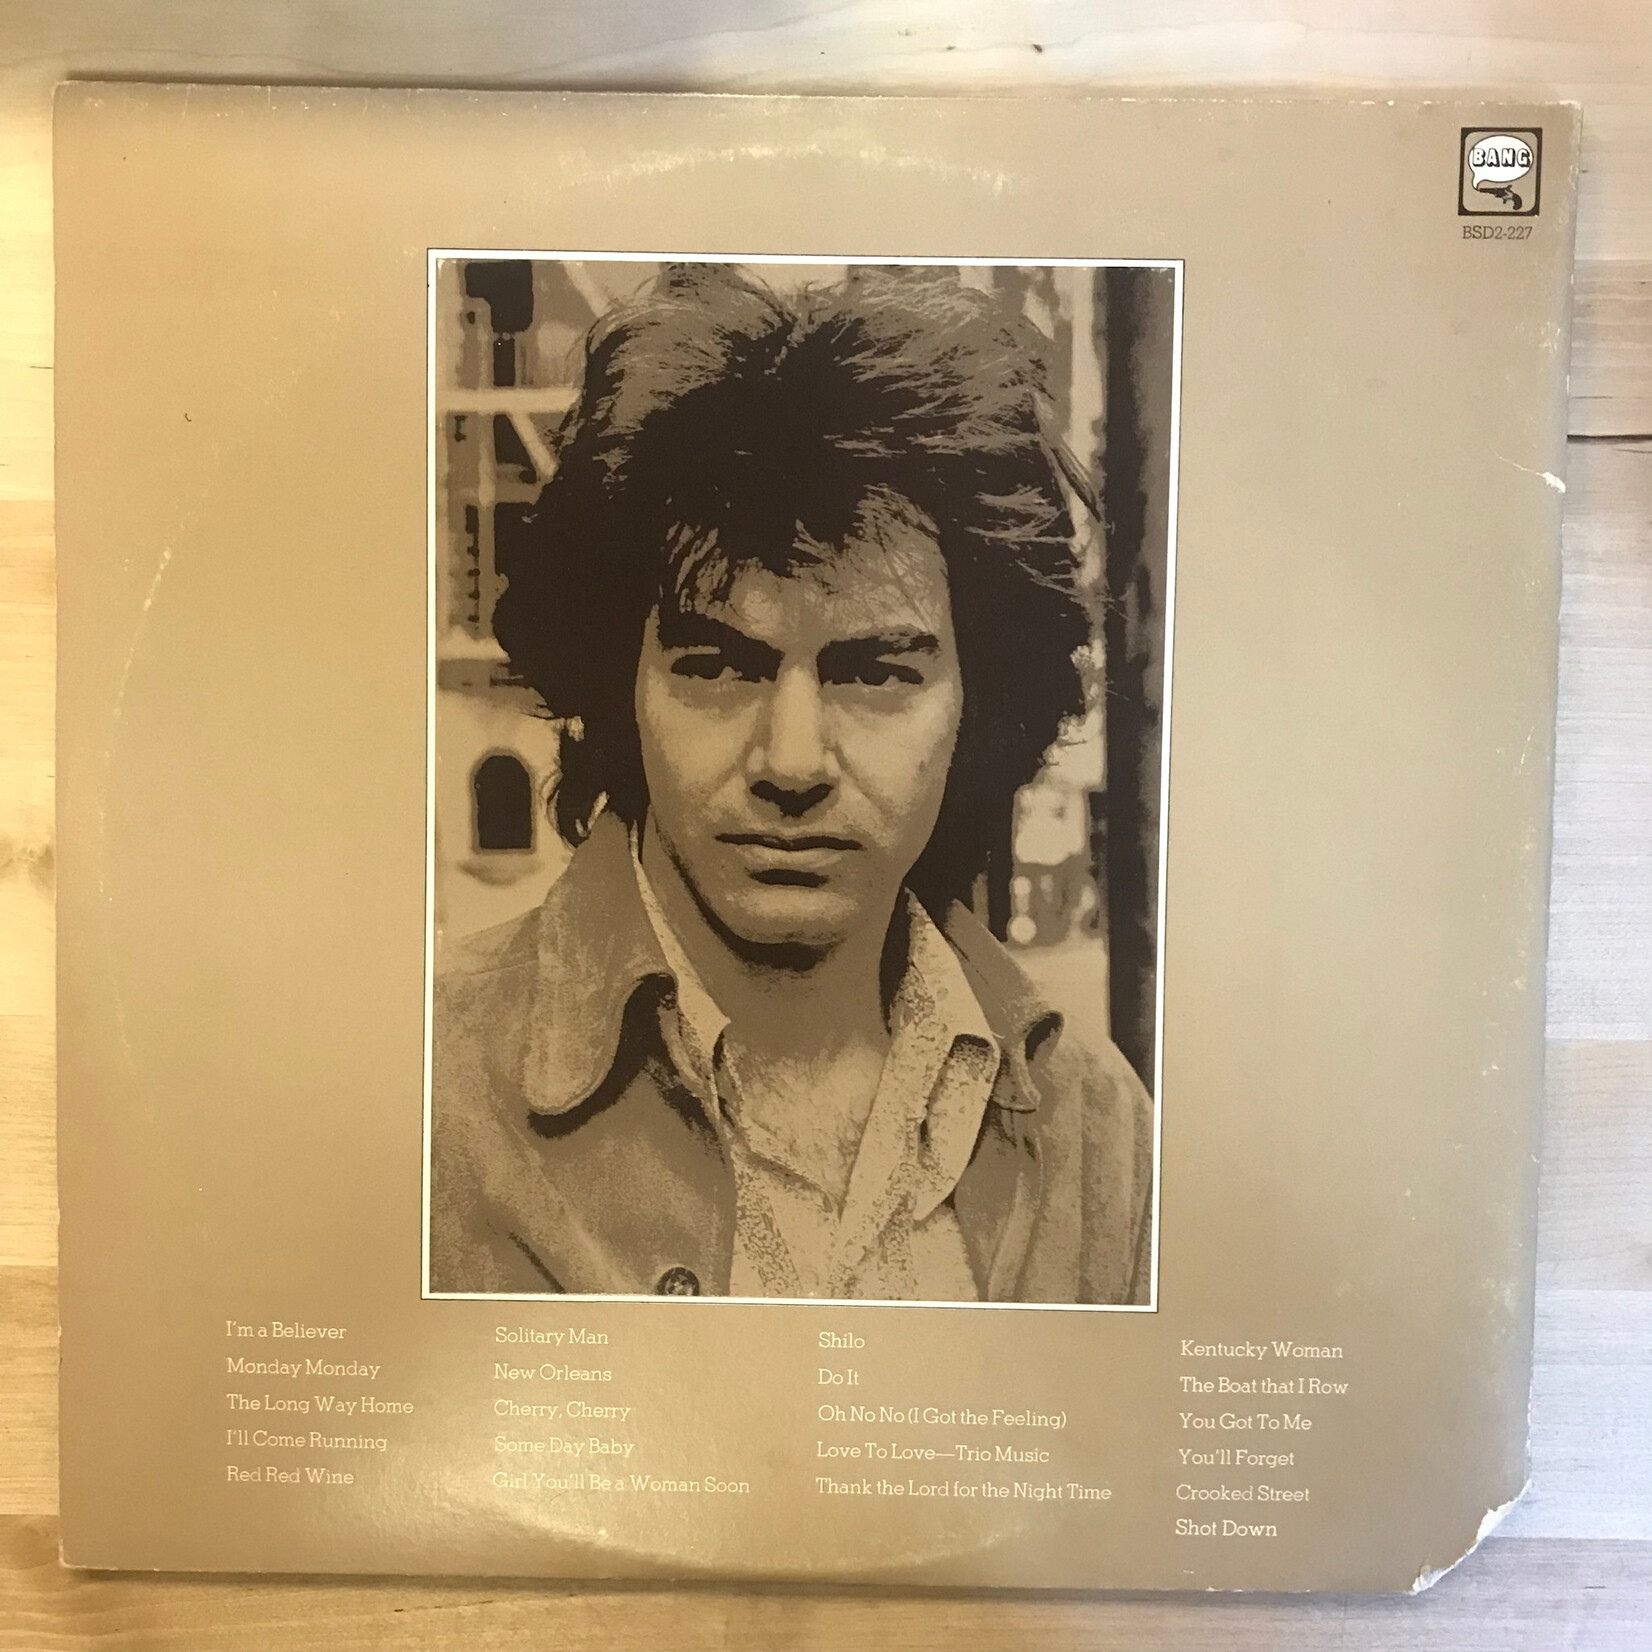 BANG
BSD2-227
I'm a Believer
Monday Monday
The Long Way Home
I'll Come Running
Red Red Wine
Solitary Man
New Orleans
Cherry, Cherry
Some Day Baby
Girl You'll Be a Woman Soon
Shilo
Do It
Oh No No (I Got the Feeling)
Love To Love—Trio Music
Thank the Lord for the Night Time
Kentucky Woman
The Boat that I Row
You Got To Me
You'll Forget
Crooked Street
Shot Down